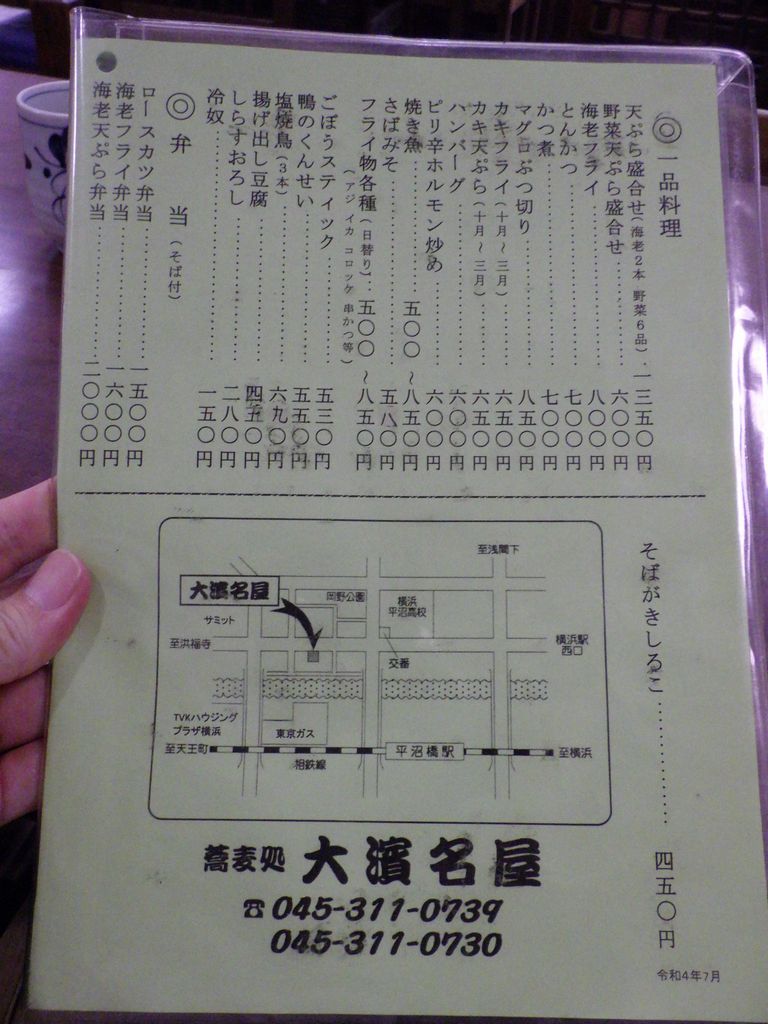 ◎一品料理
天ぷら盛合せ(海老2本 野菜6品)…一三五〇円
野菜天ぷら盛合せ…………六〇〇円
海老フライ…………八〇〇円
とんかつ…………七〇〇円
かつ煮…………七〇〇円
マグロぶつ切り…………八五〇円
カキフライ(十月〜三月)…………六五〇円
カキ天ぷら(十月〜三月)…………六五〇円
ハンバーグ…………六〇〇円
ピリ辛ホルモン炒め…………六〇〇円
焼き魚…………五〇〇〜八五〇円
さばみそ…………五八〇円
フライ物各種(日替り)…五〇〇〜八五〇円
(アジ イカ コロッケ 串かつ等)
ごぼうスティック…………五三〇円
鴨のくんせい…………五五〇円
塩焼鳥(3本)…………六九〇円
揚げ出し豆腐…………四五〇円
しらすおろし…………二八〇円
冷奴…………一五〇円
◎弁当(そば付)
ロースカツ弁当…………一五〇〇円
海老フライ弁当…………一六〇〇円
海老天ぷら弁当…………二〇〇〇円
そばがきしるこ…………四五〇円
至浅間下
大濱名屋
岡野公園
横浜
平沼高校
サミット
至洪福寺
交番
横浜駅
西口
TVKハウジング
プラザ横浜
東京ガス
至天王町
平沼橋駅
至横浜
相鉄線
蕎麦処 大濱名屋
☎045-311-0739
045-311-0730
令和4年7月